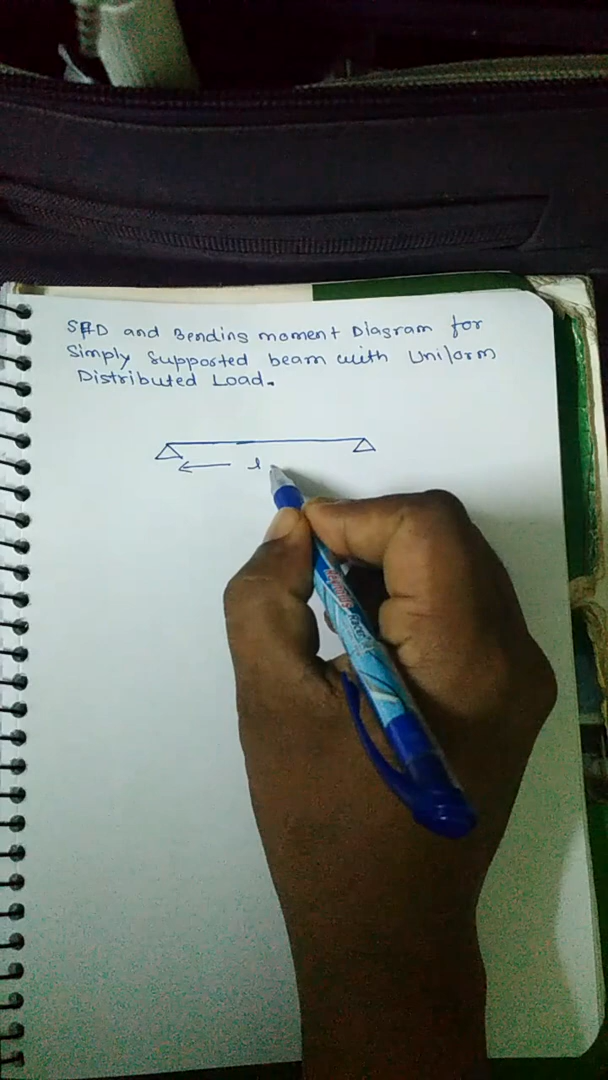 SFD and Bending moment Diagram for
Simply Supported beam with Uniform
Distributed Load.
l